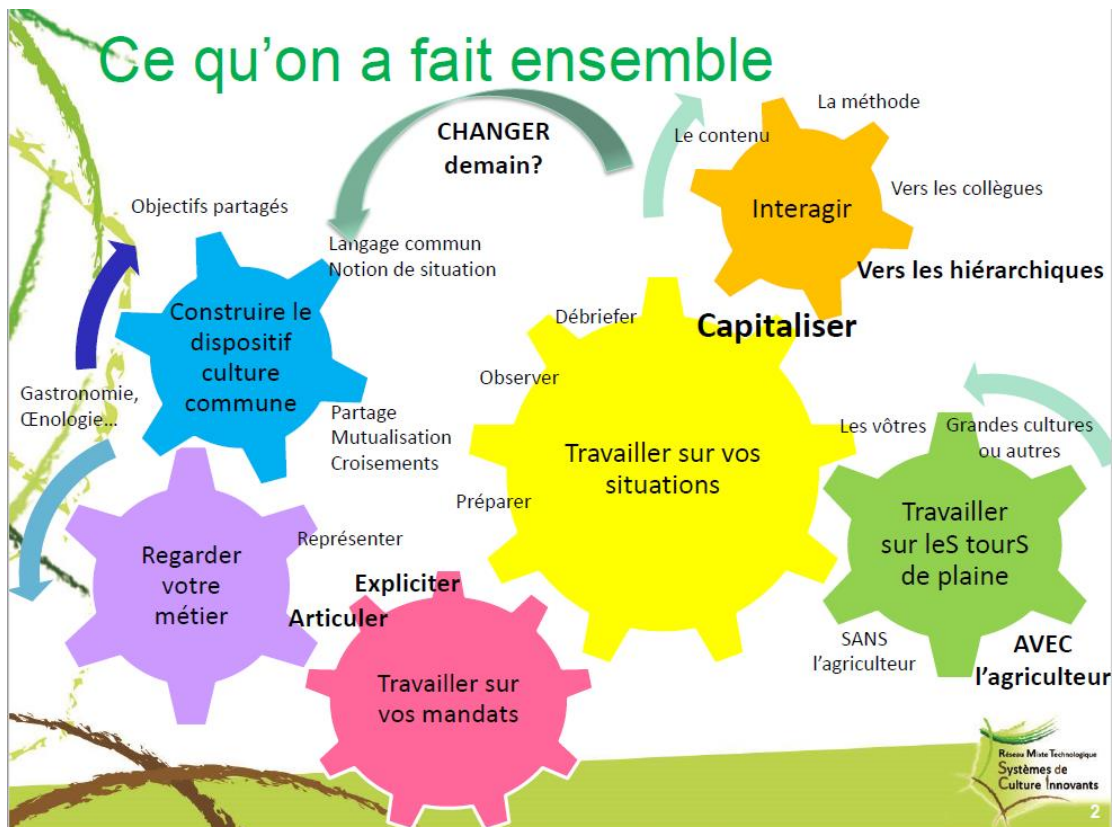 Ce qu’on a fait ensemble
CHANGER
demain?
La méthode
Le contenu
Interagir
Vers les collègues
Vers les hiérarchiques
Objectifs partagés
Langage commun
Notion de situation
Construire le
dispositif
culture
commune
Gastronomie,
Œnologie...
Partage
Mutualisation
Croisements
Débriefer
Capitaliser
Observer
Préparer
Travailler sur vos
situations
Les vôtres
Grandes cultures
ou autres
Travailler
sur leS tourS
de plaine
SANS
l’agriculteur
AVEC
l’agriculteur
Regarder
votre
métier
Représenter
Expliciter
Articuler
Travailler sur
vos mandats
Réseau Mixte Technologique
Systèmes de
Culture Innovants
2